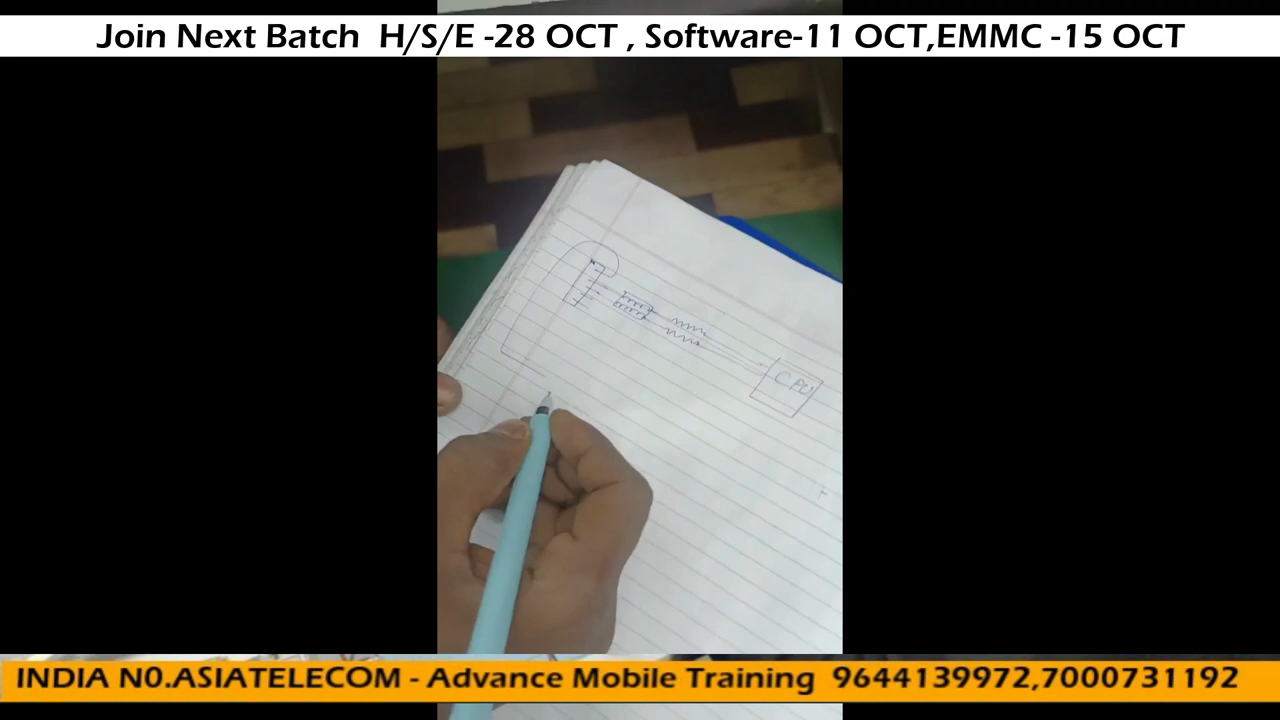 Join Next Batch H/S/E -28 OCT , Software-11 OCT,EMMC -15 OCT
CPU
INDIA N0.ASIATELECOM - Advance Mobile Training 9644139972,7000731192